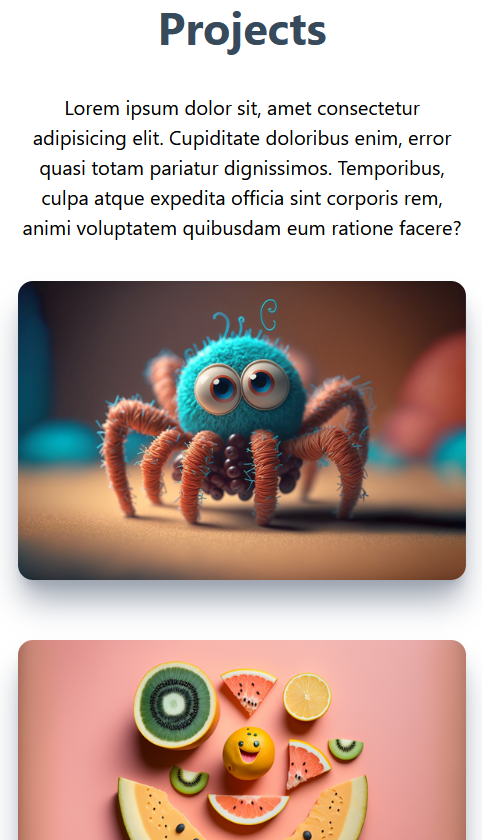 Projects
Lorem ipsum dolor sit, amet consectetur
adipisicing elit. Cupiditate doloribus enim, error
quasi totam pariatur dignissimos. Temporibus,
culpa atque expedita officia sint corporis rem,
animi voluptatem quibusdam eum ratione facere?